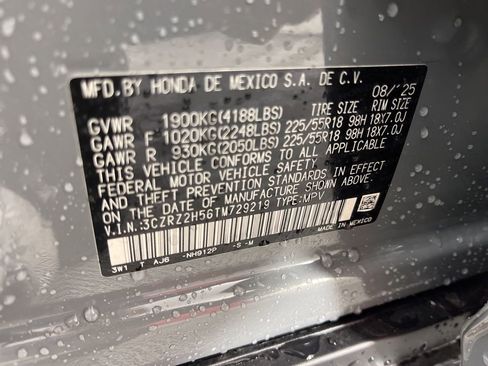 MFD. BY HONDA DE MEXICO S.A. DE C.V.
08/'25
TIRE SIZE RIM SIZE
GVWR 1900KG(4188LBS)
GAWR F 1020KG(2248LBS) 225/55R18 98H 18X7.0J
GAWR R 930KG(2050LBS) 225/55R18 98H 18X7.0J
THIS VEHICLE CONFORMS TO ALL APPLICABLE
FEDERAL MOTOR VEHICLE SAFETY
AND THEFT PREVENTION STANDARDS IN EFFECT
ON THE DATE OF MANUFACTURE SHOWN ABOVE.
V.I.N.:3CZRZ2H56TM729219 TYPE:MPV
3W1 T AJ6 -NH912P -S -M MADE IN MEXICO